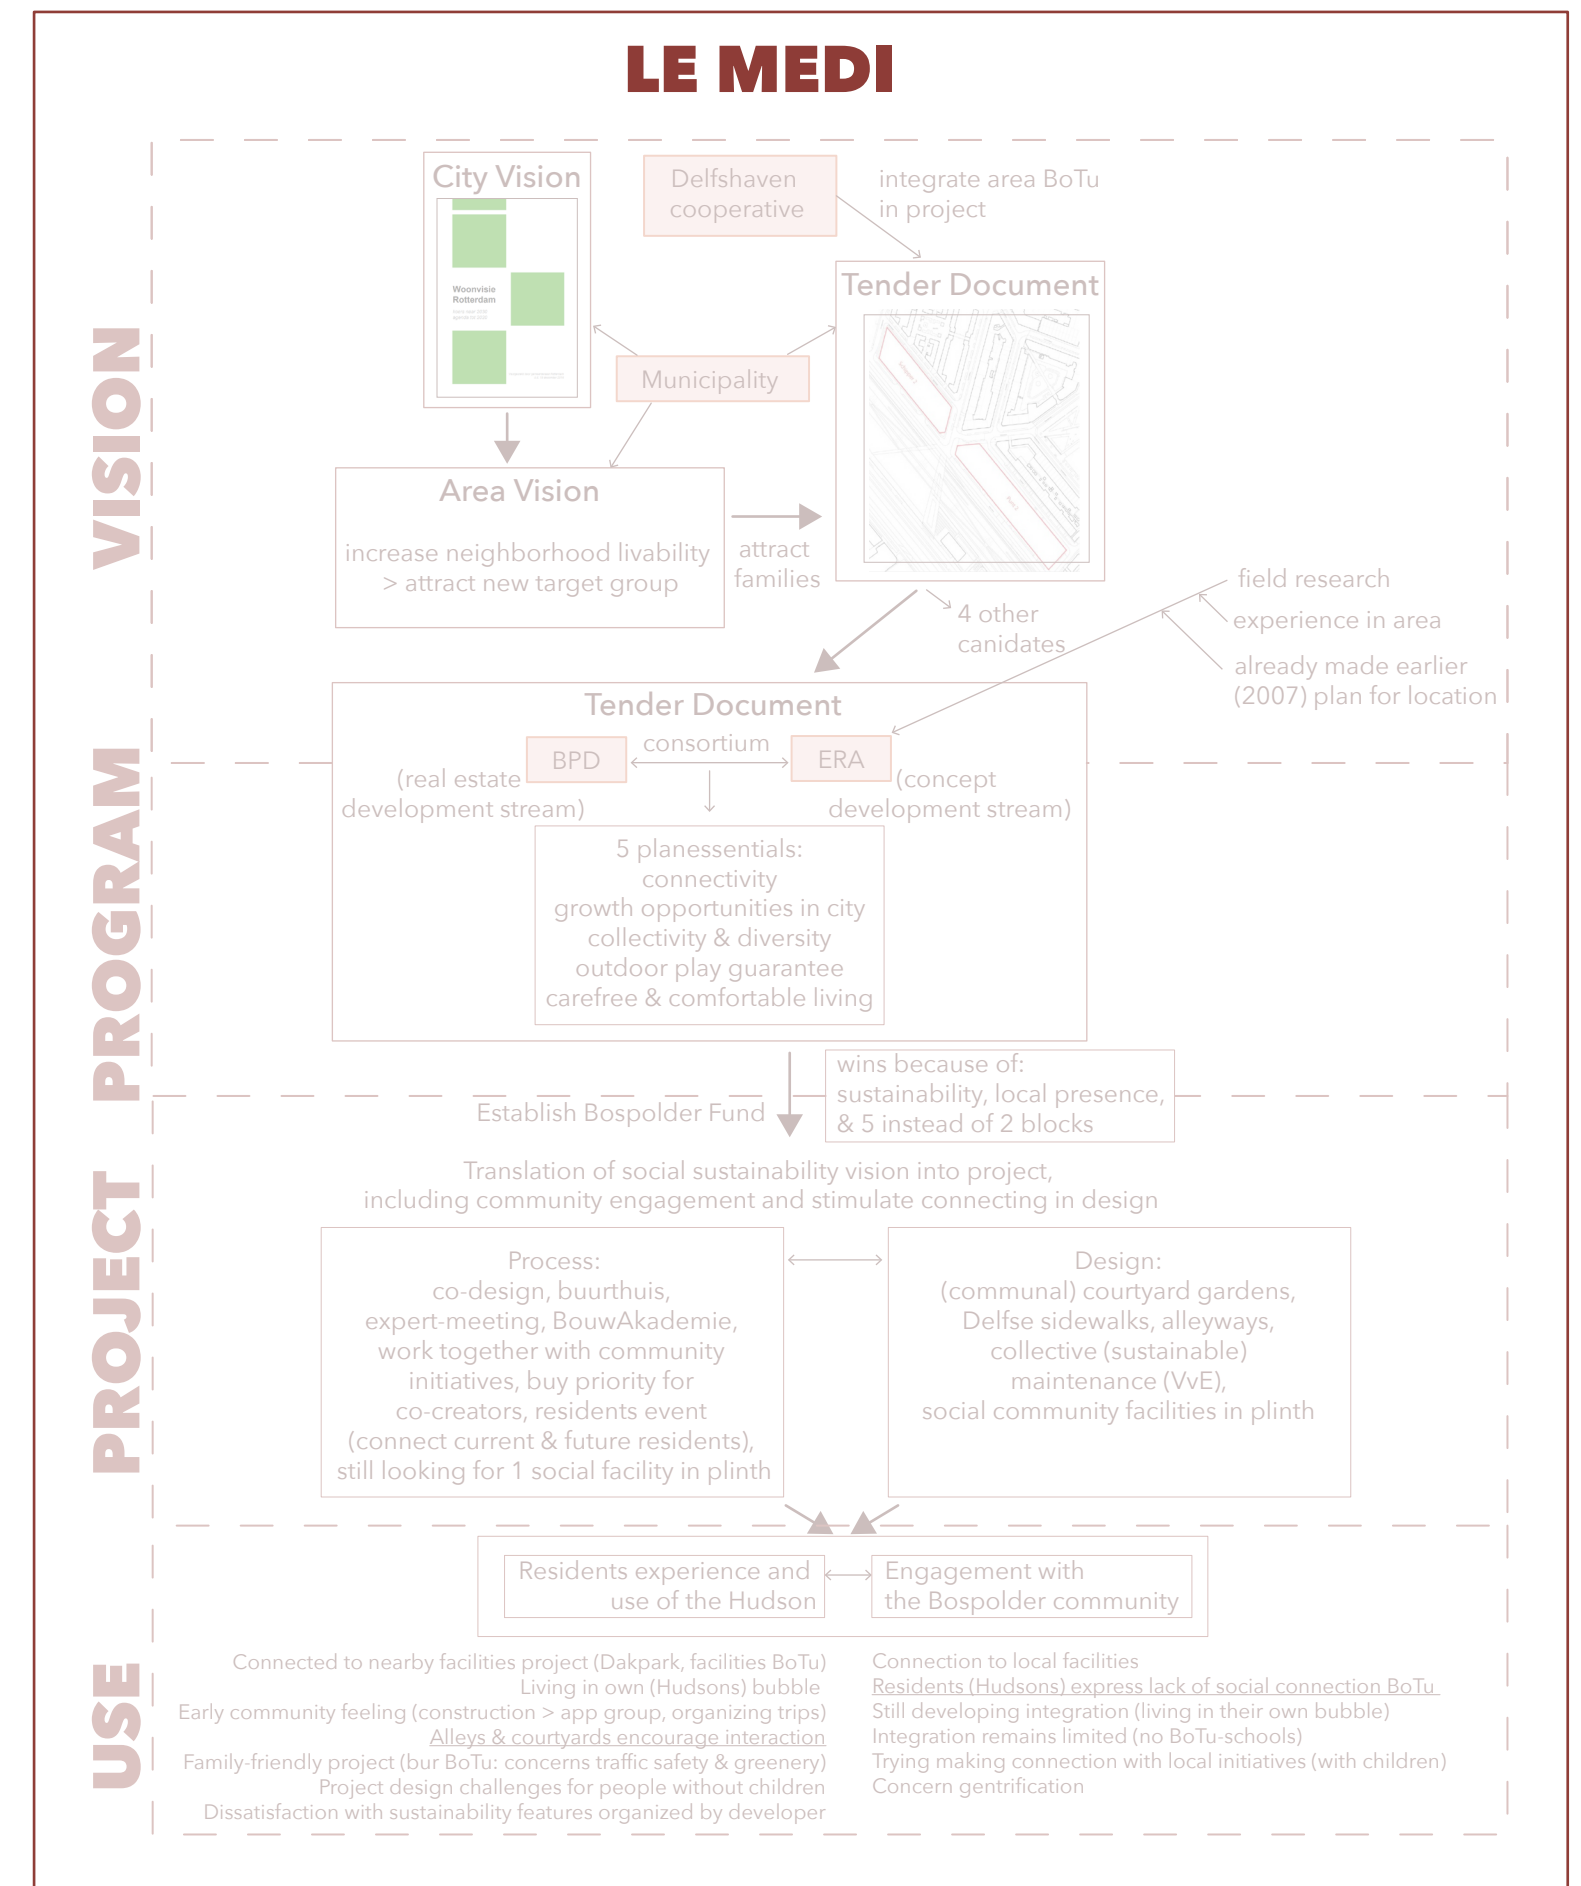 LE MEDI
VISION
City Vision
Woonvisie
Rotterdam
Delfshaven
cooperative
integrate area BoTu
in project
Tender Document
Municipality
Area Vision
increase neighborhood livability
> attract new target group
attract
families
4 other
canidates
field research
experience in area
already made earlier
(2007) plan for location
PROGRAM
Tender Document
BPD
consortium
ERA
(real estate
development stream)
(concept
development stream)
5 planessentials:
connectivity
growth opportunities in city
collectivity & diversity
outdoor play guarantee
carefree & comfortable living
wins because of:
sustainability, local presence,
& 5 instead of 2 blocks
Establish Bospolder Fund
PROJECT
Translation of social sustainability vision into project,
including community engagement and stimulate connecting in design
Process:
co-design, buurthuis,
expert-meeting, BouwAkademie,
work together with community
initiatives, buy priority for
co-creators, residents event
(connect current & future residents),
still looking for 1 social facility in plinth
Design:
(communal) courtyard gardens,
Delfse sidewalks, alleyways,
collective (sustainable)
maintenance (VvE),
social community facilities in plinth
USE
Residents experience and
use of the Hudson
Engagement with
the Bospolder community
Connected to nearby facilities project (Dakpark, facilities BoTu)
Living in own (Hudsons) bubble
Early community feeling (construction > app group, organizing trips)
Alleys & courtyards encourage interaction
Family-friendly project (bur BoTu: concerns traffic safety & greenery)
Project design challenges for people without children
Dissatisfaction with sustainability features organized by developer
Connection to local facilities
Residents (Hudsons) express lack of social connection BoTu
Still developing integration (living in their own bubble)
Integration remains limited (no BoTu-schools)
Trying making connection with local initiatives (with children)
Concern gentrification